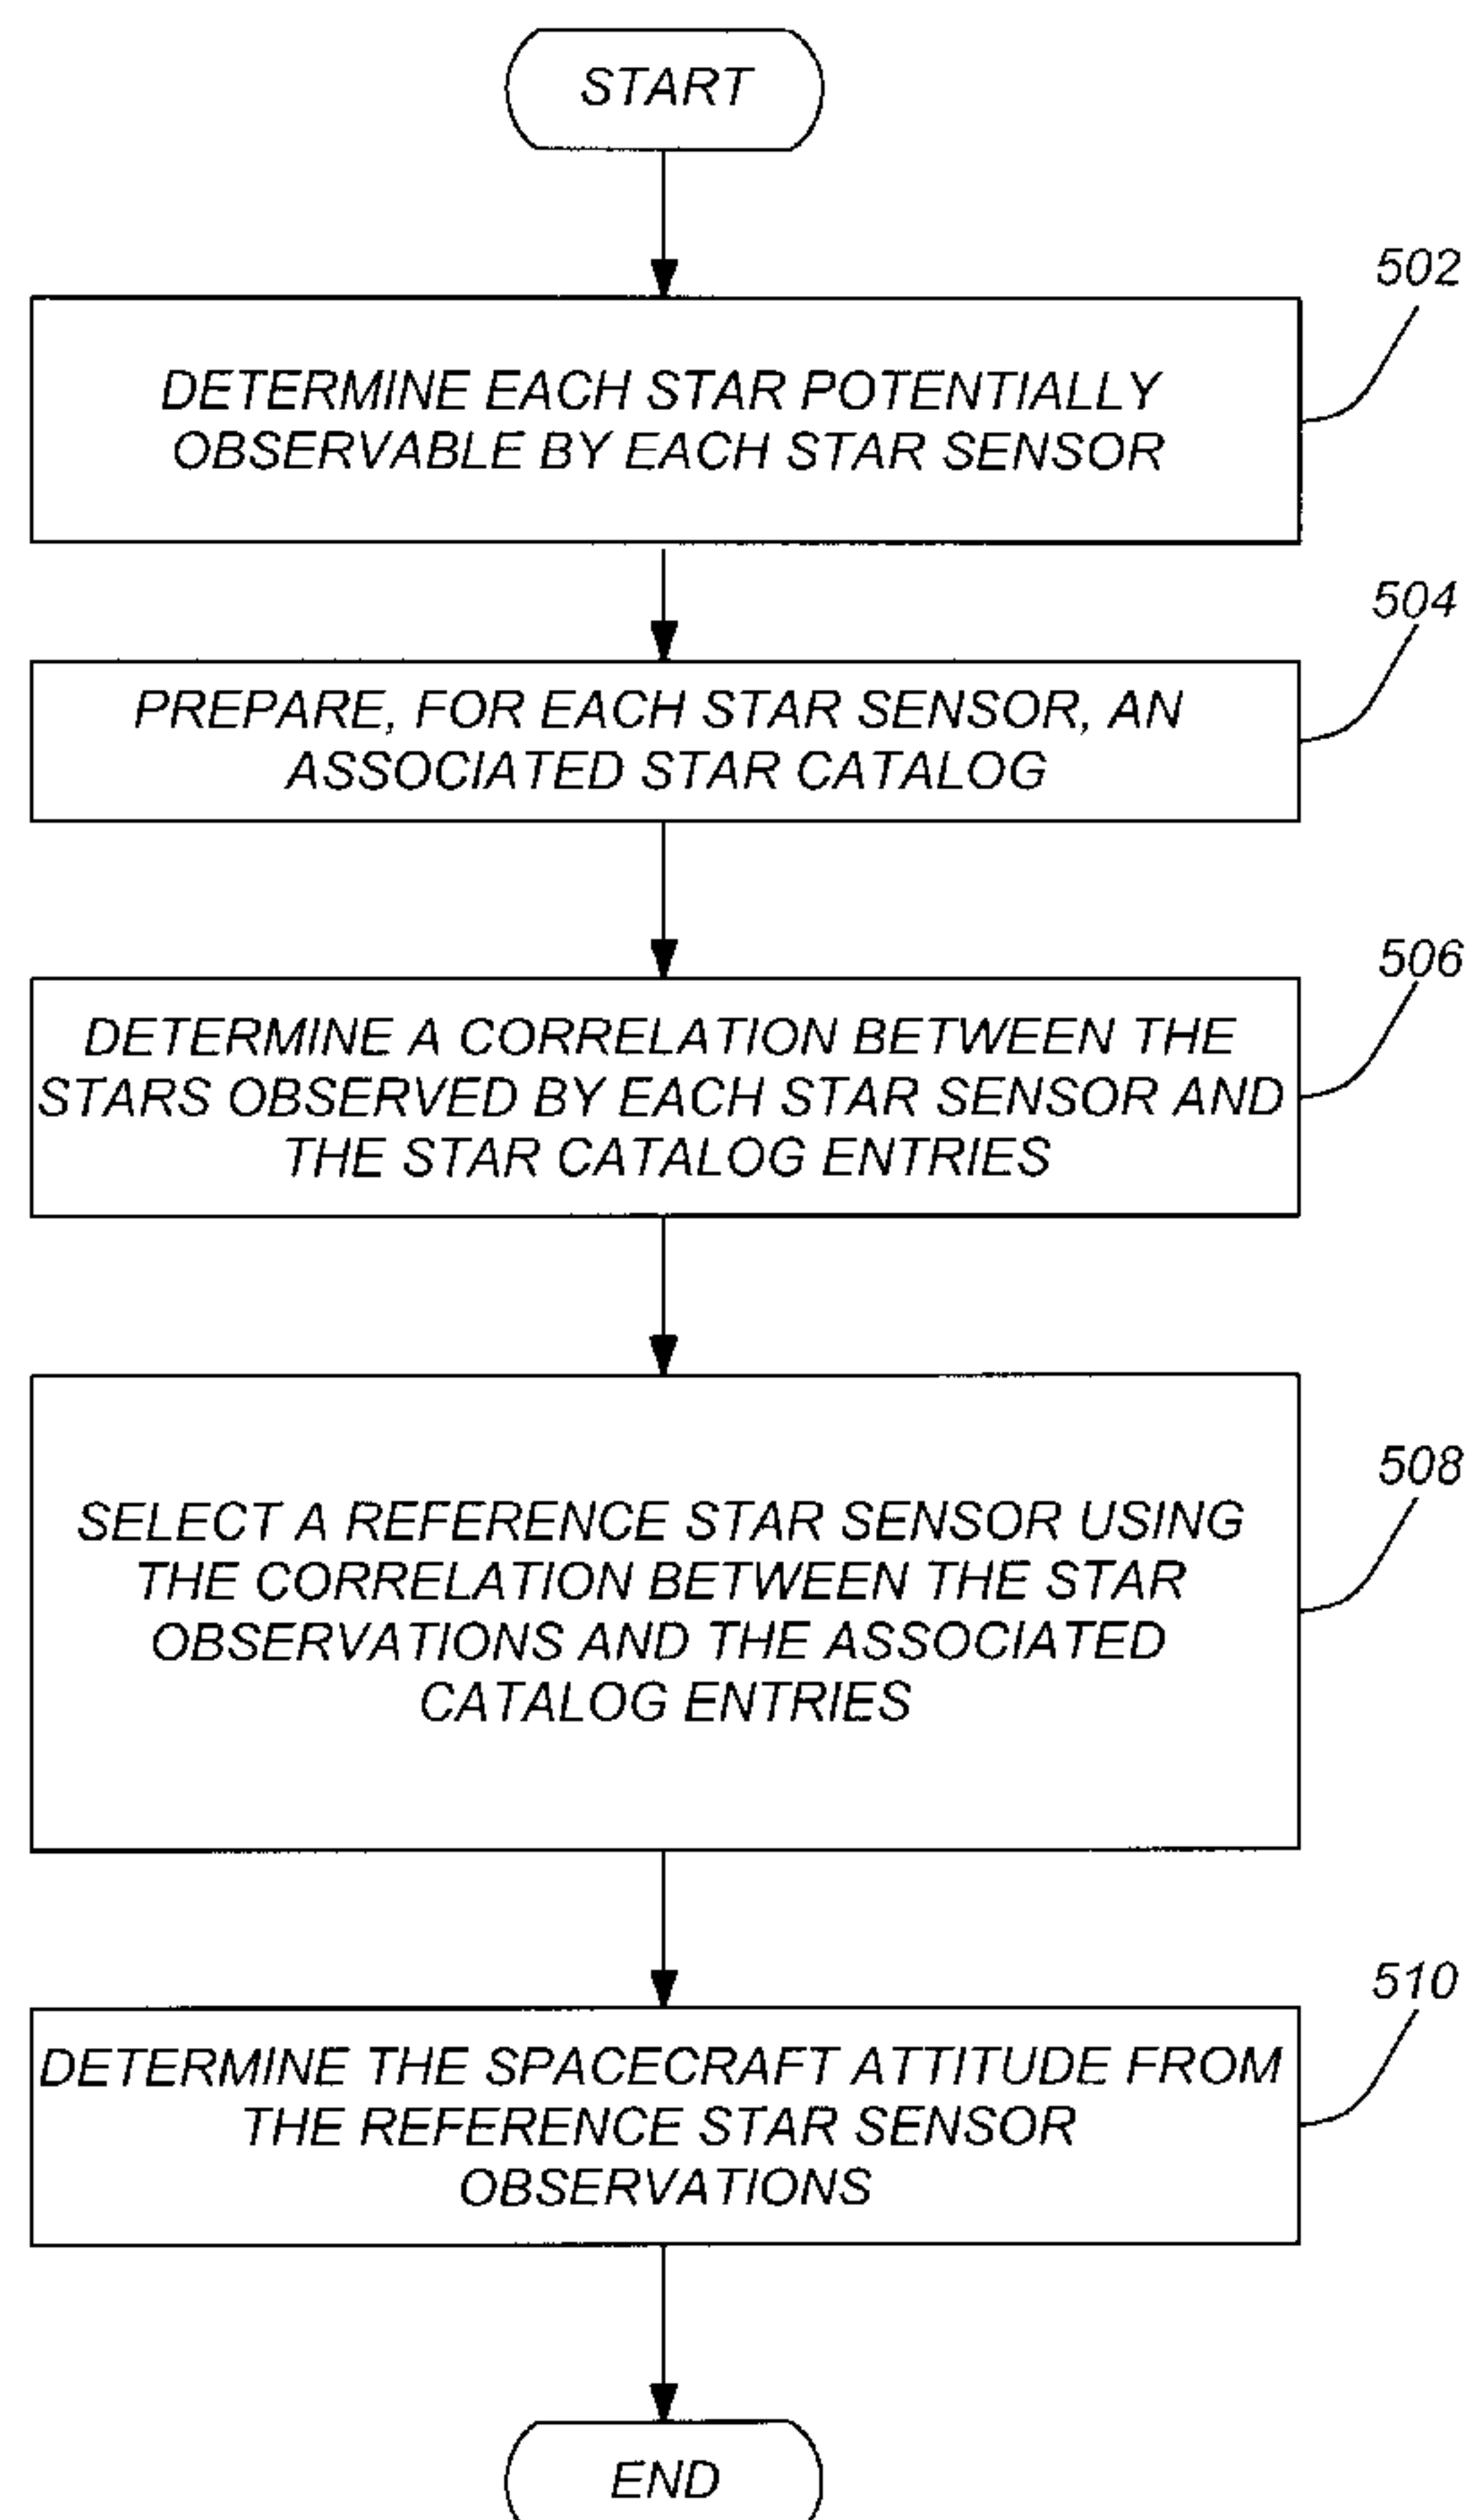 START
502
DETERMINE EACH STAR POTENTIALLY
OBSERVABLE BY EACH STAR SENSOR
504
PREPARE, FOR EACH STAR SENSOR, AN
ASSOCIATED STAR CATALOG
506
DETERMINE A CORRELATION BETWEEN THE
STARS OBSERVED BY EACH STAR SENSOR AND
THE STAR CATALOG ENTRIES
508
SELECT A REFERENCE STAR SENSOR USING
THE CORRELATION BETWEEN THE STAR
OBSERVATIONS AND THE ASSOCIATED
CATALOG ENTRIES
510
DETERMINE THE SPACECRAFT ATTITUDE FROM
THE REFERENCE STAR SENSOR
OBSERVATIONS
END